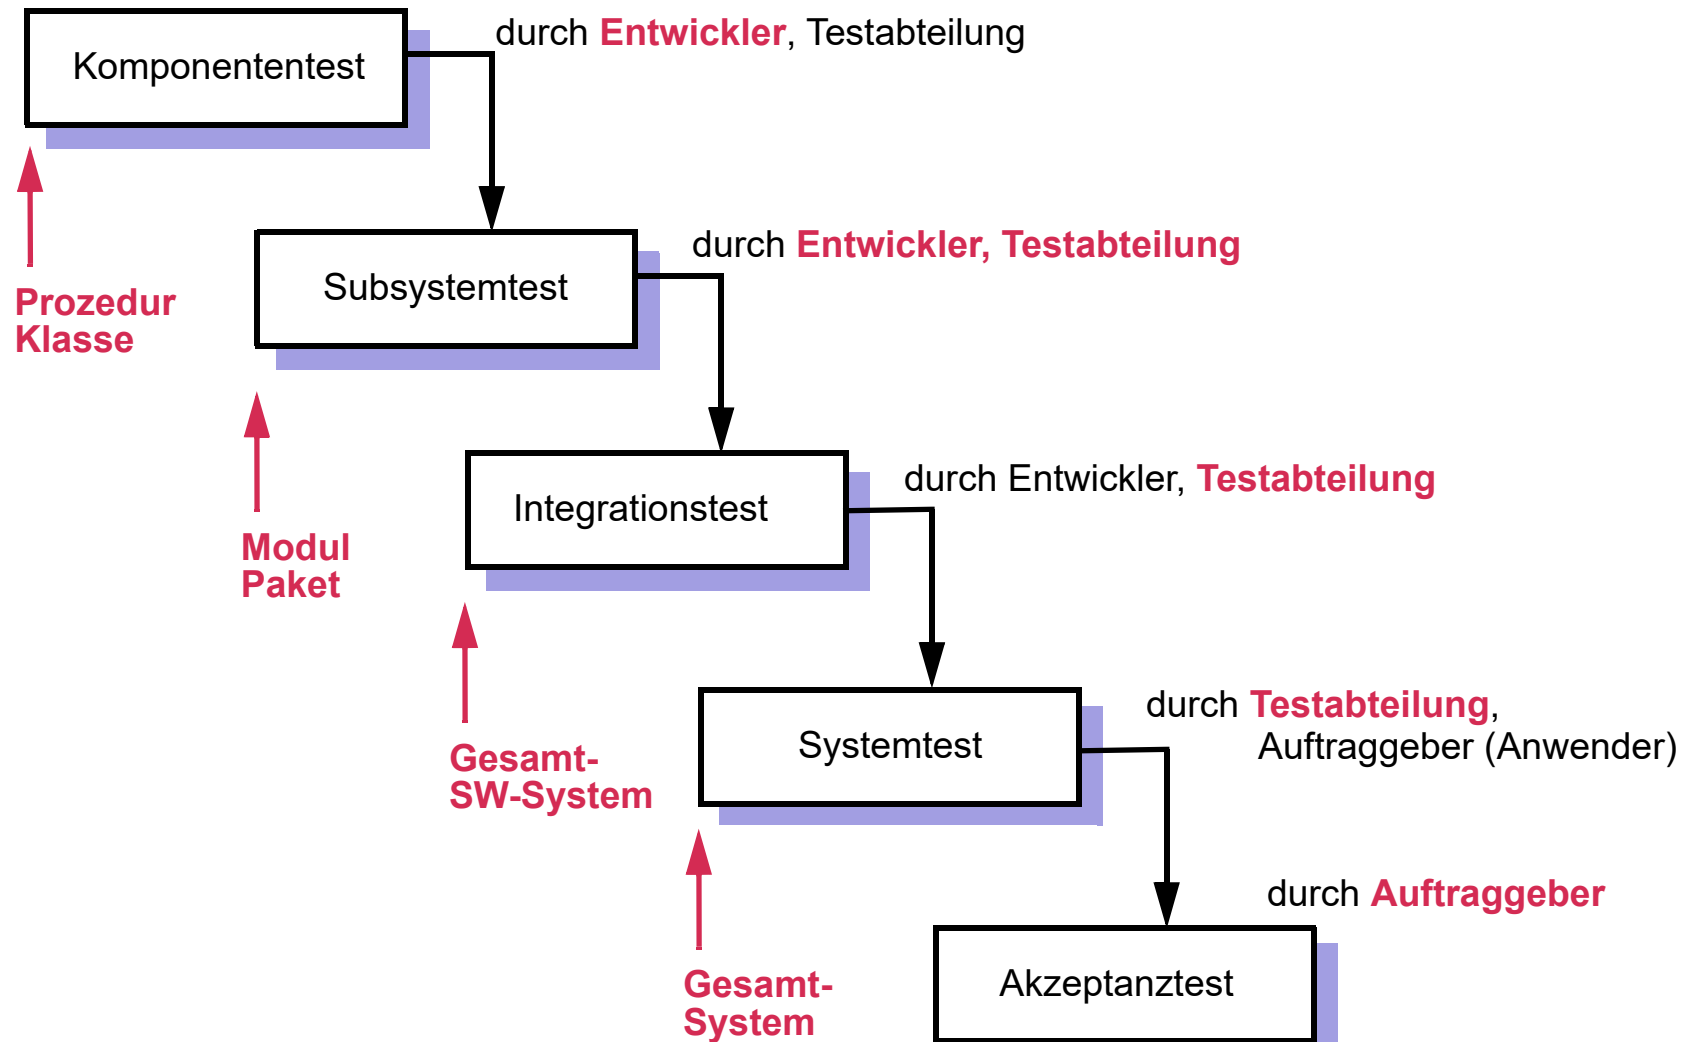 durch Entwickler, Testabteilung
Komponententest
durch Entwickler, Testabteilung
Subsystemtest
Prozedur
Klasse
durch Entwickler, Testabteilung
Integrationstest
Modul
Paket
durch Testabteilung,
Auftraggeber (Anwender)
Systemtest
Gesamt-
SW-System
durch Auftraggeber
Akzeptanztest
Gesamt-
System